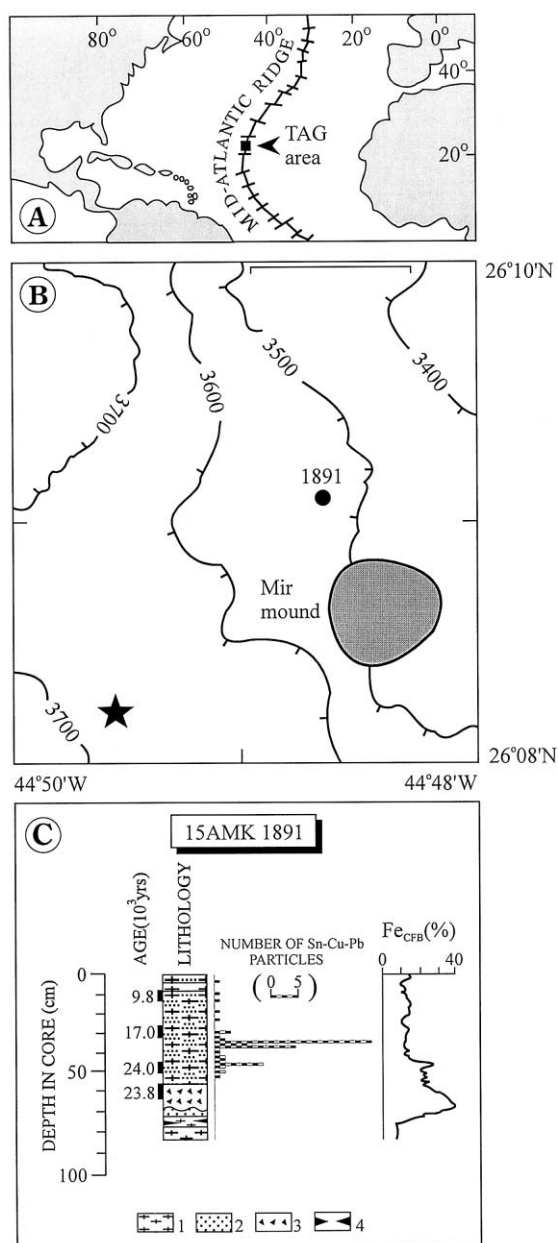 80° 60° 40° 20° 0°
40°
20°
MID-ATLANTIC RIDGE
TAG
area
A
B
26°10'N
3700
3600
3500
3400
1891
Mir
mound
3700
26°08'N
44°50'W 44°48'W
C
15AMK 1891
AGE(10³yrs)
LITHOLOGY
NUMBER OF Sn-Cu-Pb
PARTICLES
( 0 5 )
FeCFB(%)
0 40
DEPTH IN CORE (cm)
0
50
100
9.8
17.0
24.0
23.8
1 2 3 4